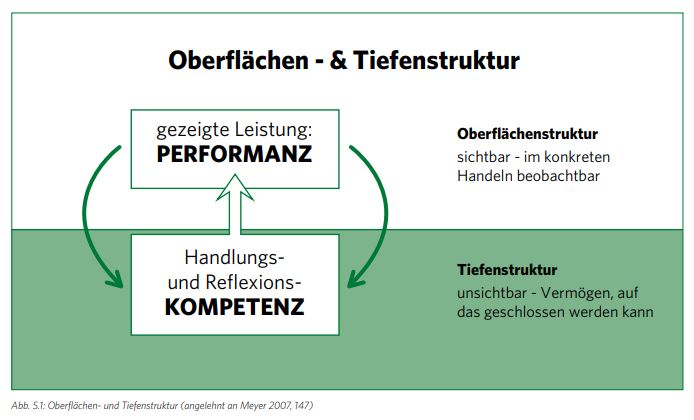 Oberflächen - & Tiefenstruktur
gezeigte Leistung:
PERFORMANZ
Oberflächenstruktur
sichtbar - im konkreten
Handeln beobachtbar
Handlungs-
und Reflexions-
KOMPETENZ
Tiefenstruktur
unsichtbar - Vermögen, auf
das geschlossen werden kann
Abb. 5.1: Oberflächen- und Tiefenstruktur (angelehnt an Meyer 2007, 147)